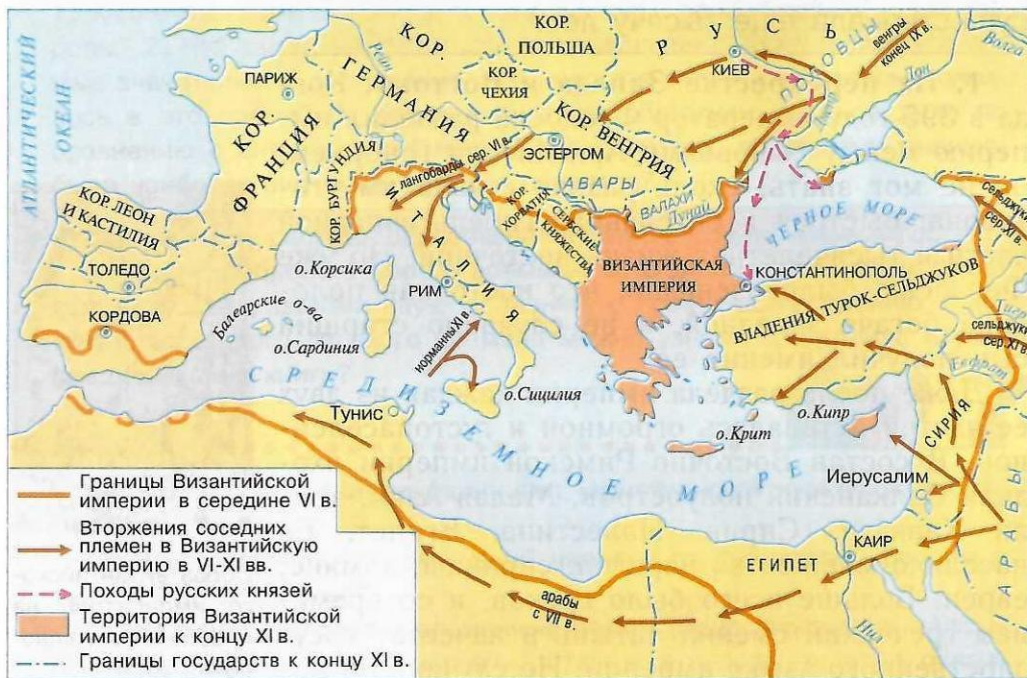 АТЛАНТИЧЕСКИЙ
ОКЕАН
ПАРИЖ
Рейн
КОР.
ГЕРМАНИЯ
КОР.
ПОЛЬША
КОР.
ЧЕХИЯ
РУСЬ
КИЕВ
ПОЛОВЦЫ
венгры
конец IX в.
Дон
Волга
КОР.
ФРАНЦИЯ
КОР. БУРГУНДИЯ
лангобарды сер. VI в.
ЭСТЕРГОМ
КОР. ВЕНГРИЯ
АВАРЫ
ВАЛАХИ
Дунай
КОР.
ХОРВАТИЯ
СЕРБСКИЕ
КНЯЖЕСТВА
ИТАЛИЯ
КОР. ЛЕОН
И КАСТИЛИЯ
ТОЛЕДО
КОРДОВА
Балеарские о-ва
о.Корсика
о.Сардиния
РИМ
норманны XI в.
о.Сицилия
ВИЗАНТИЙСКАЯ
ИМПЕРИЯ
ЧЕРНОЕ МОРЕ
КОНСТАНТИНОПОЛЬ
ВЛАДЕНИЯ ТУРОК-СЕЛЬДЖУКОВ
сельджуки
сер. XI в.
сельджуки
сер. XI в.
Евфрат
СРЕДИЗЕМНОЕ МОРЕ
Тунис
о.Крит
о.Кипр
СИРИЯ
Иерусалим
КАИР
ЕГИПЕТ
Нил
АРАБЫ
арабы
с VII в.
Границы Византийской
империи в середине VI в.
Вторжения соседних
племен в Византийскую
империю в VI-XI вв.
Походы русских князей
Территория Византийской
империи к концу XI в.
Границы государств к концу XI в.